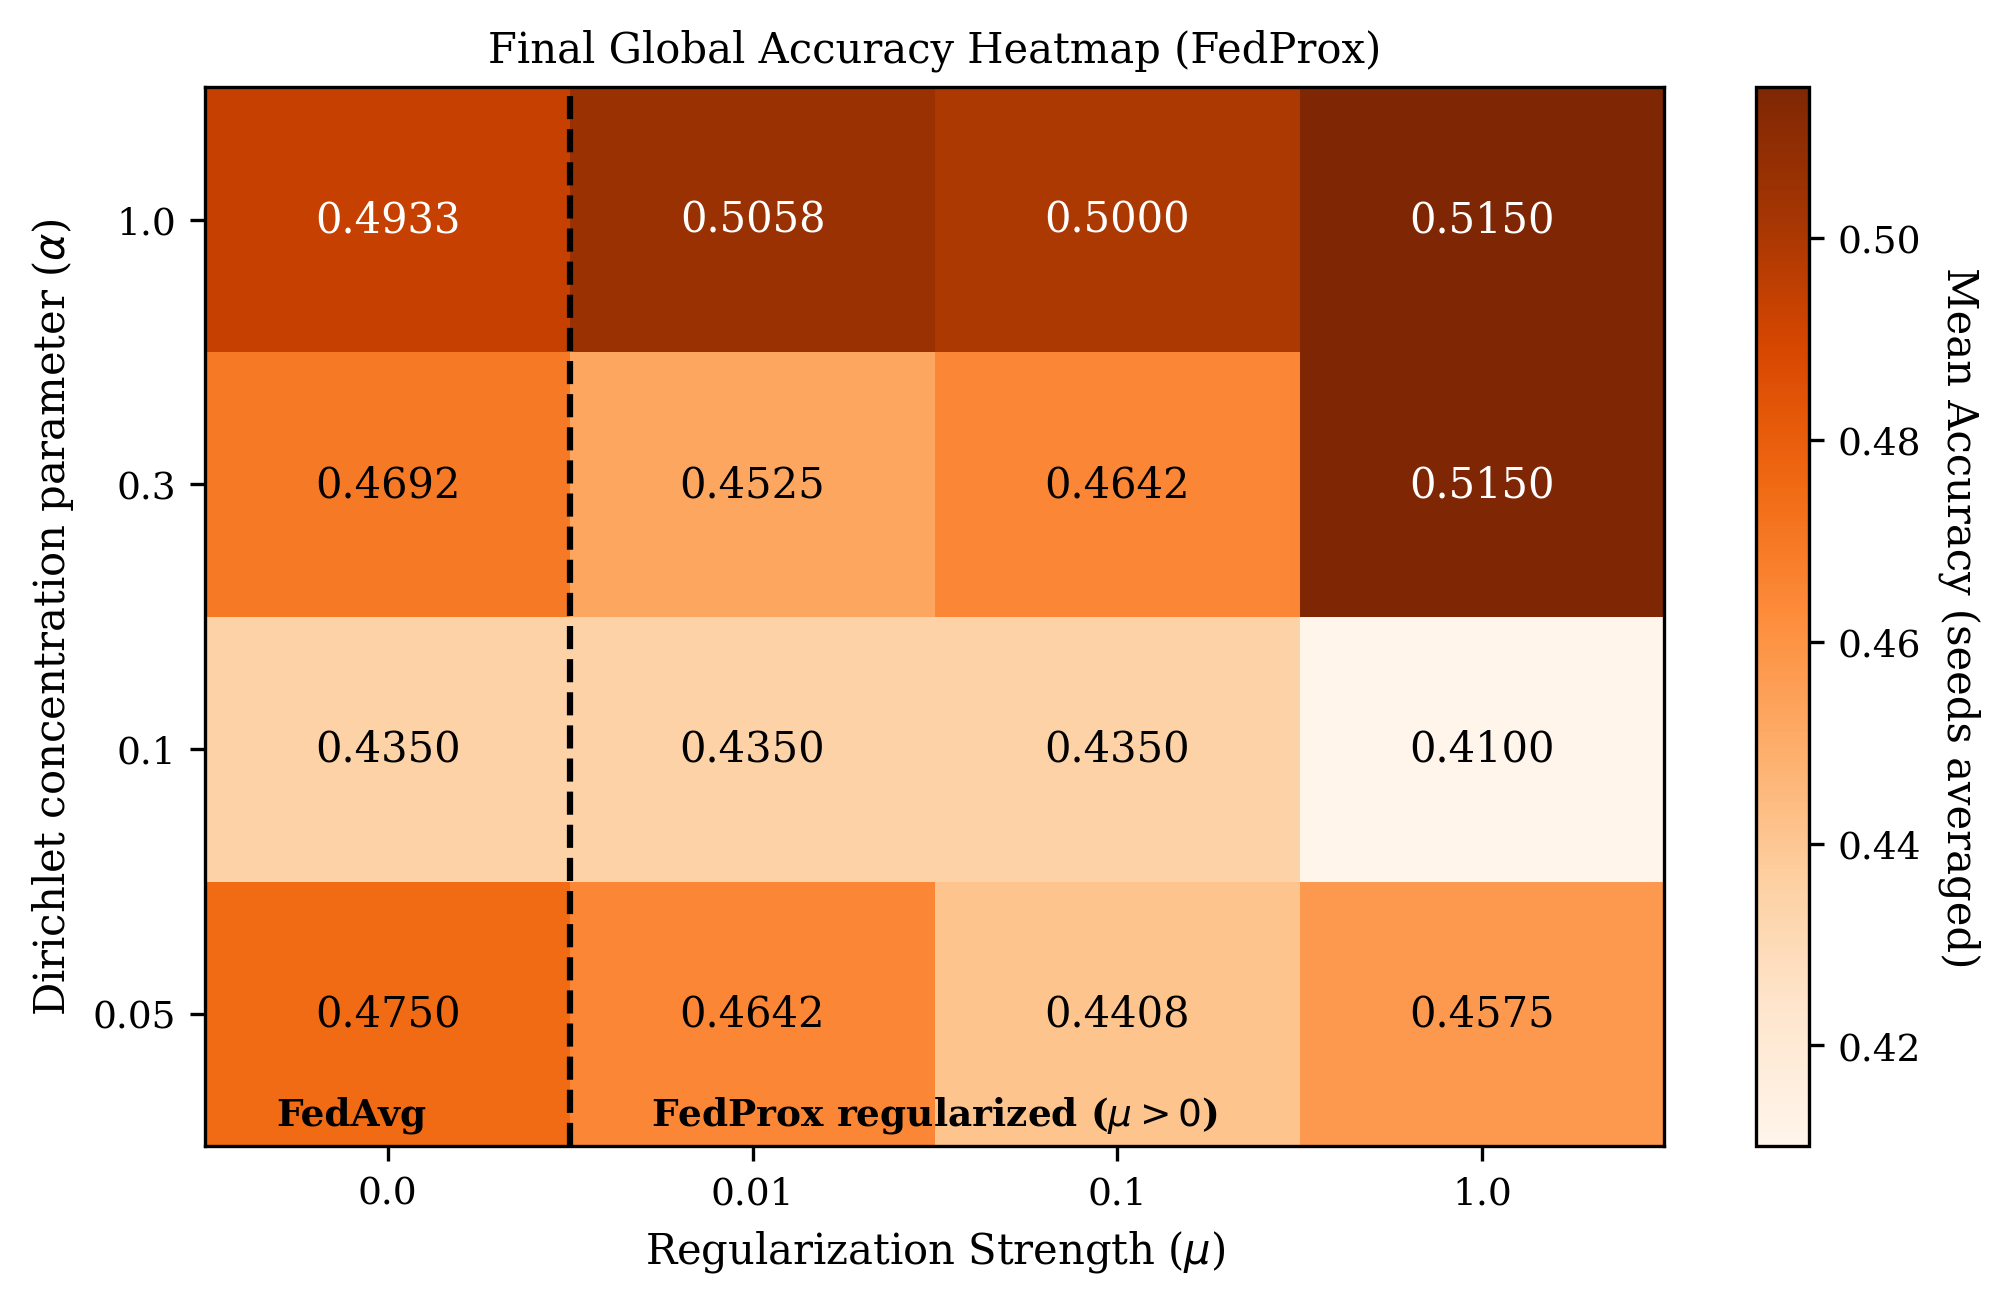 Final Global Accuracy Heatmap (FedProx)
Dirichlet concentration parameter (α)
1.0
0.3
0.1
0.05
0.4933 0.5058 0.5000 0.5150
0.4692 0.4525 0.4642 0.5150
0.4350 0.4350 0.4350 0.4100
0.4750 0.4642 0.4408 0.4575
FedAvg
FedProx regularized (μ > 0)
0.0 0.01 0.1 1.0
Regularization Strength (μ)
0.50
0.48
0.46
0.44
0.42
Mean Accuracy (seeds averaged)